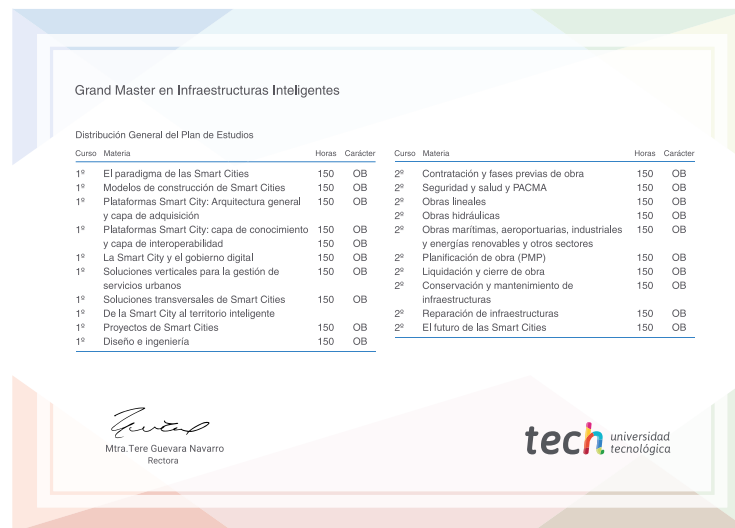 Grand Master en Infraestructuras Inteligentes
Distribución General del Plan de Estudios
Curso Materia Horas Carácter
1º El paradigma de las Smart Cities 150 OB
1º Modelos de construcción de Smart Cities 150 OB
1º Plataformas Smart City: Arquitectura general 150 OB
y capa de adquisición
1º Plataformas Smart City: capa de conocimiento 150 OB
y capa de interoperabilidad 150 OB
1º La Smart City y el gobierno digital 150 OB
1º Soluciones verticales para la gestión de 150 OB
servicios urbanos
1º Soluciones transversales de Smart Cities 150 OB
1º De la Smart City al territorio inteligente
1º Proyectos de Smart Cities 150 OB
1º Diseño e ingeniería 150 OB
Curso Materia Horas Carácter
2º Contratación y fases previas de obra 150 OB
2º Seguridad y salud y PACMA 150 OB
2º Obras lineales 150 OB
2º Obras hidráulicas 150 OB
2º Obras marítimas, aeroportuarias, industriales 150 OB
y energías renovables y otros sectores
2º Planificación de obra (PMP) 150 OB
2º Liquidación y cierre de obra 150 OB
2º Conservación y mantenimiento de 150 OB
infraestructuras
2º Reparación de infraestructuras 150 OB
2º El futuro de las Smart Cities 150 OB
Mtra.Tere Guevara Navarro
Rectora
tech universidad
tecnológica